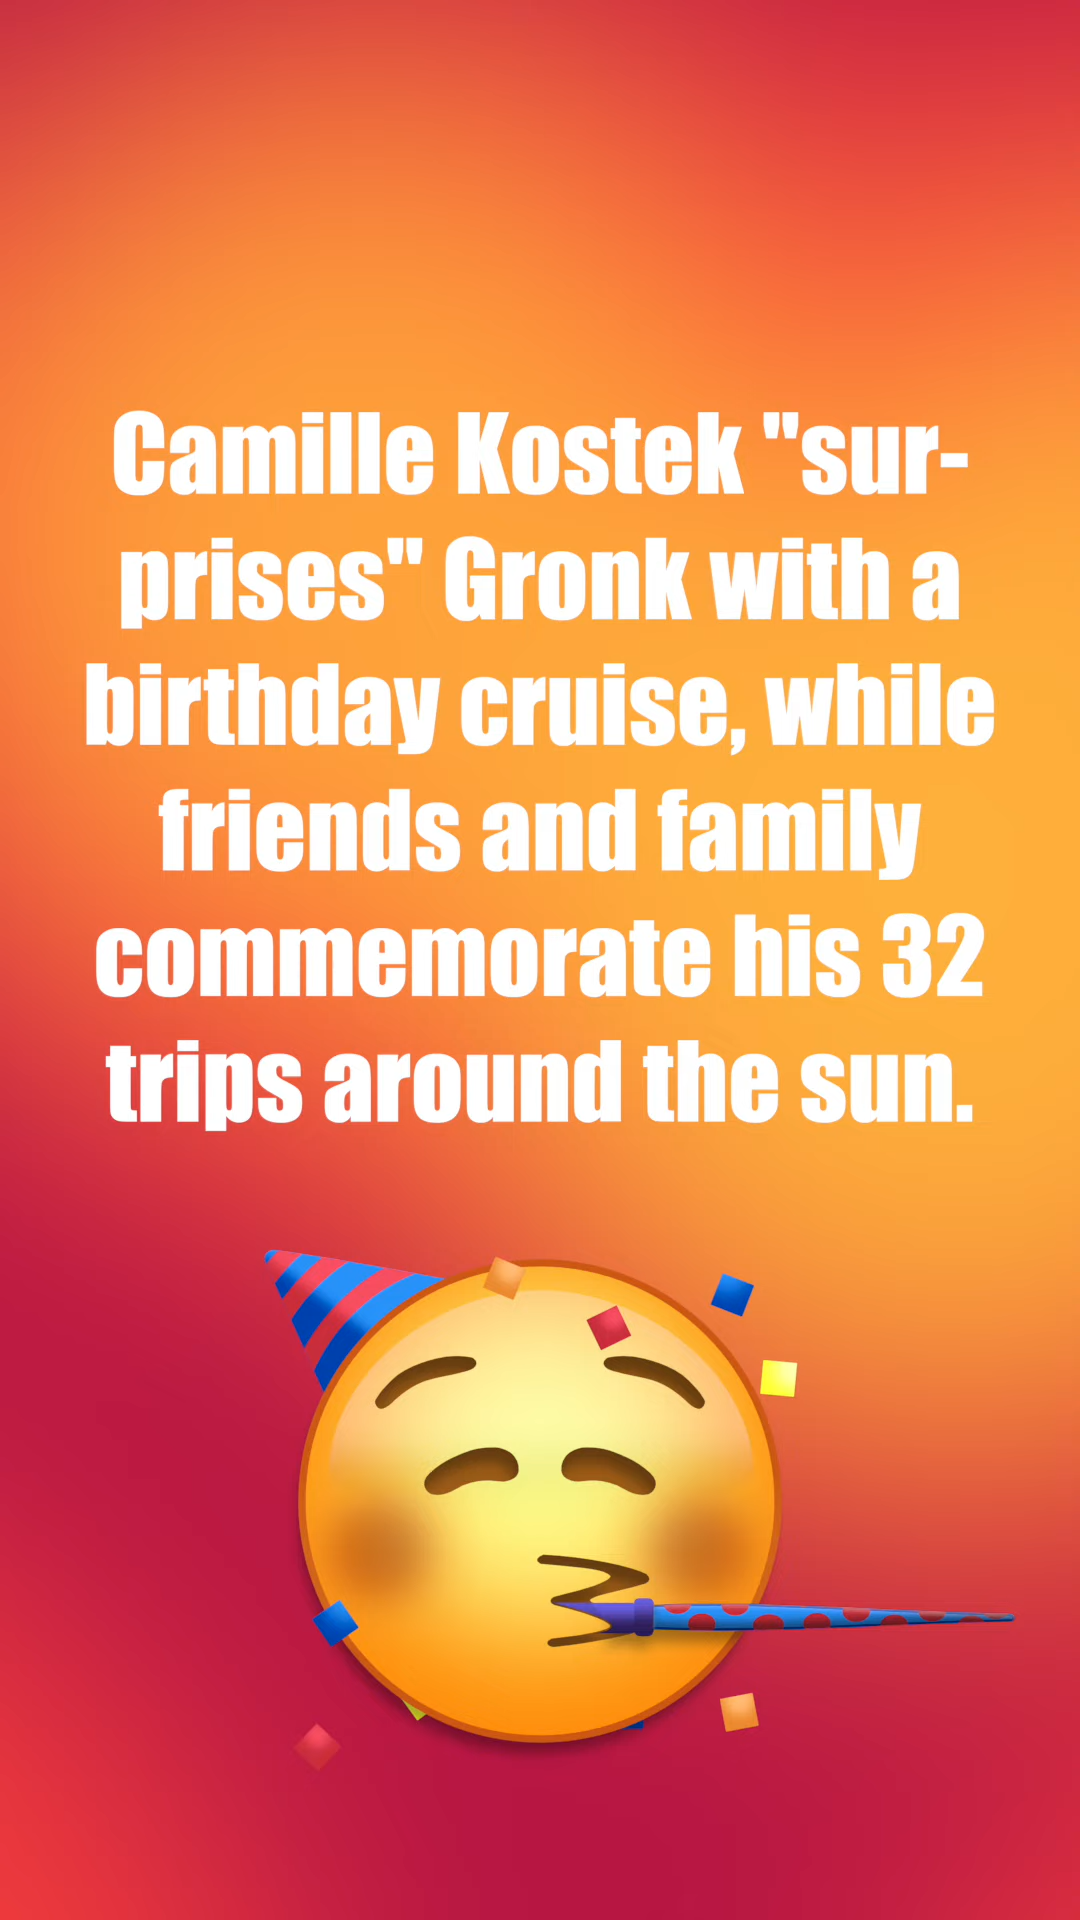 Camille Kostek "sur-
prises" Gronk with a
birthday cruise, while
friends and family
commemorate his 32
trips around the sun.